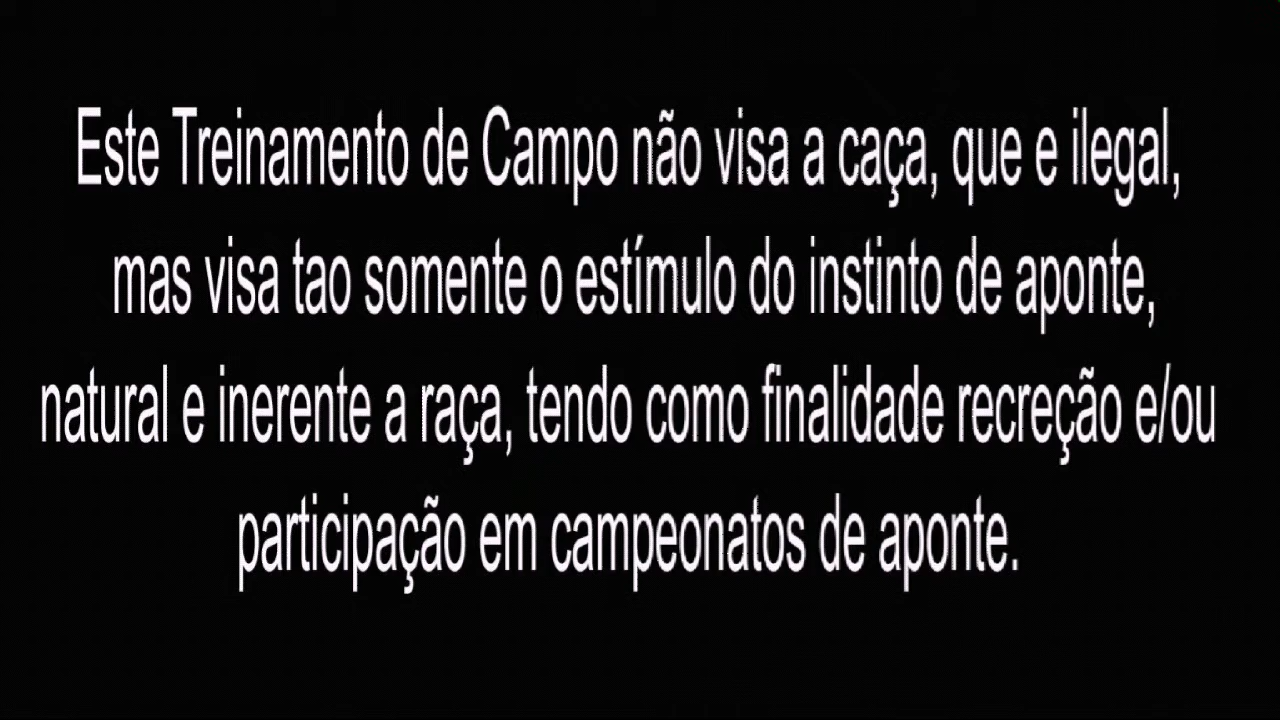 Este Treinamento de Campo não visa a caça, que e ilegal,
mas visa tao somente o estímulo do instinto de aponte,
natural e inerente a raça, tendo como finalidade recreção e/ou
participação em campeonatos de aponte.